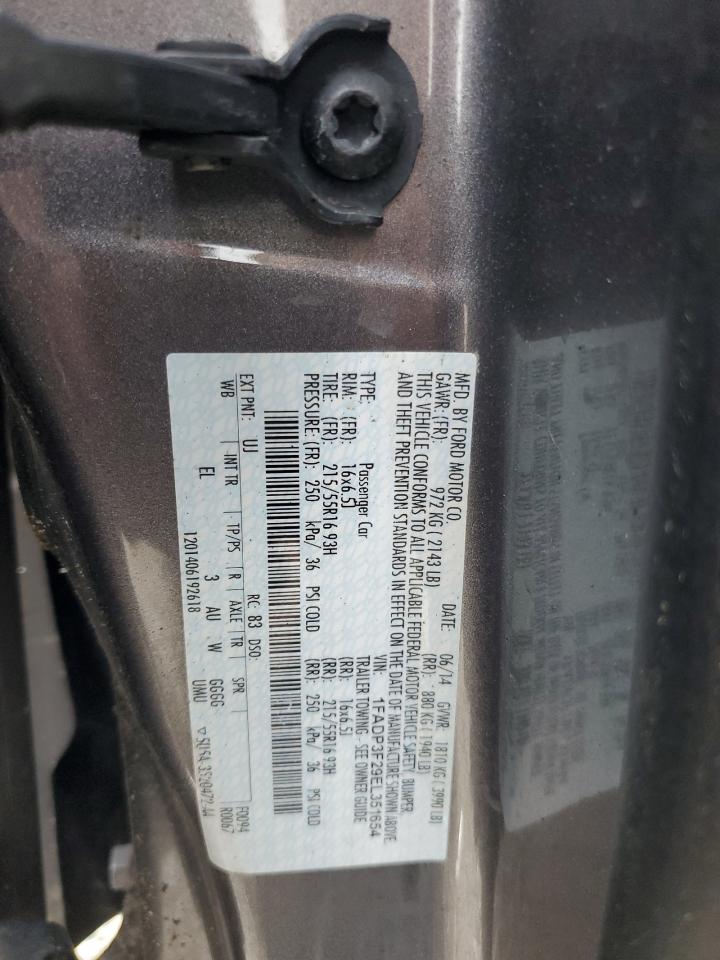 MFD. BY FORD MOTOR CO.
DATE: 06/14 GVWR: 1810 KG ( 3990 LB)
GAWR: (FR): 972 KG ( 2143 LB) (RR): 880 KG ( 1940 LB)
THIS VEHICLE CONFORMS TO ALL APPLICABLE FEDERAL MOTOR VEHICLE SAFETY, BUMPER,
AND THEFT PREVENTION STANDARDS IN EFFECT ON THE DATE OF MANUFACTURE SHOWN ABOVE
VIN: 1FADP3F29EL351654
TYPE: Passenger Car TRAILER TOWING - SEE OWNER GUIDE
RIM: (FR): 16x6.5J (RR): 16x6.5J
TIRE: (FR): 215/55R16 93H (RR): 215/55R16 93H
PRESSURE: (FR): 250 kPa/ 36 PSI COLD (RR): 250 kPa/ 36 PSI COLD
EXT PNT: UJ RC: 83 DSO: F0094
WB INT TR TP/PS R AXLE TR SPR R0067
EL 3 AU W GGGG UMU
1201406192618